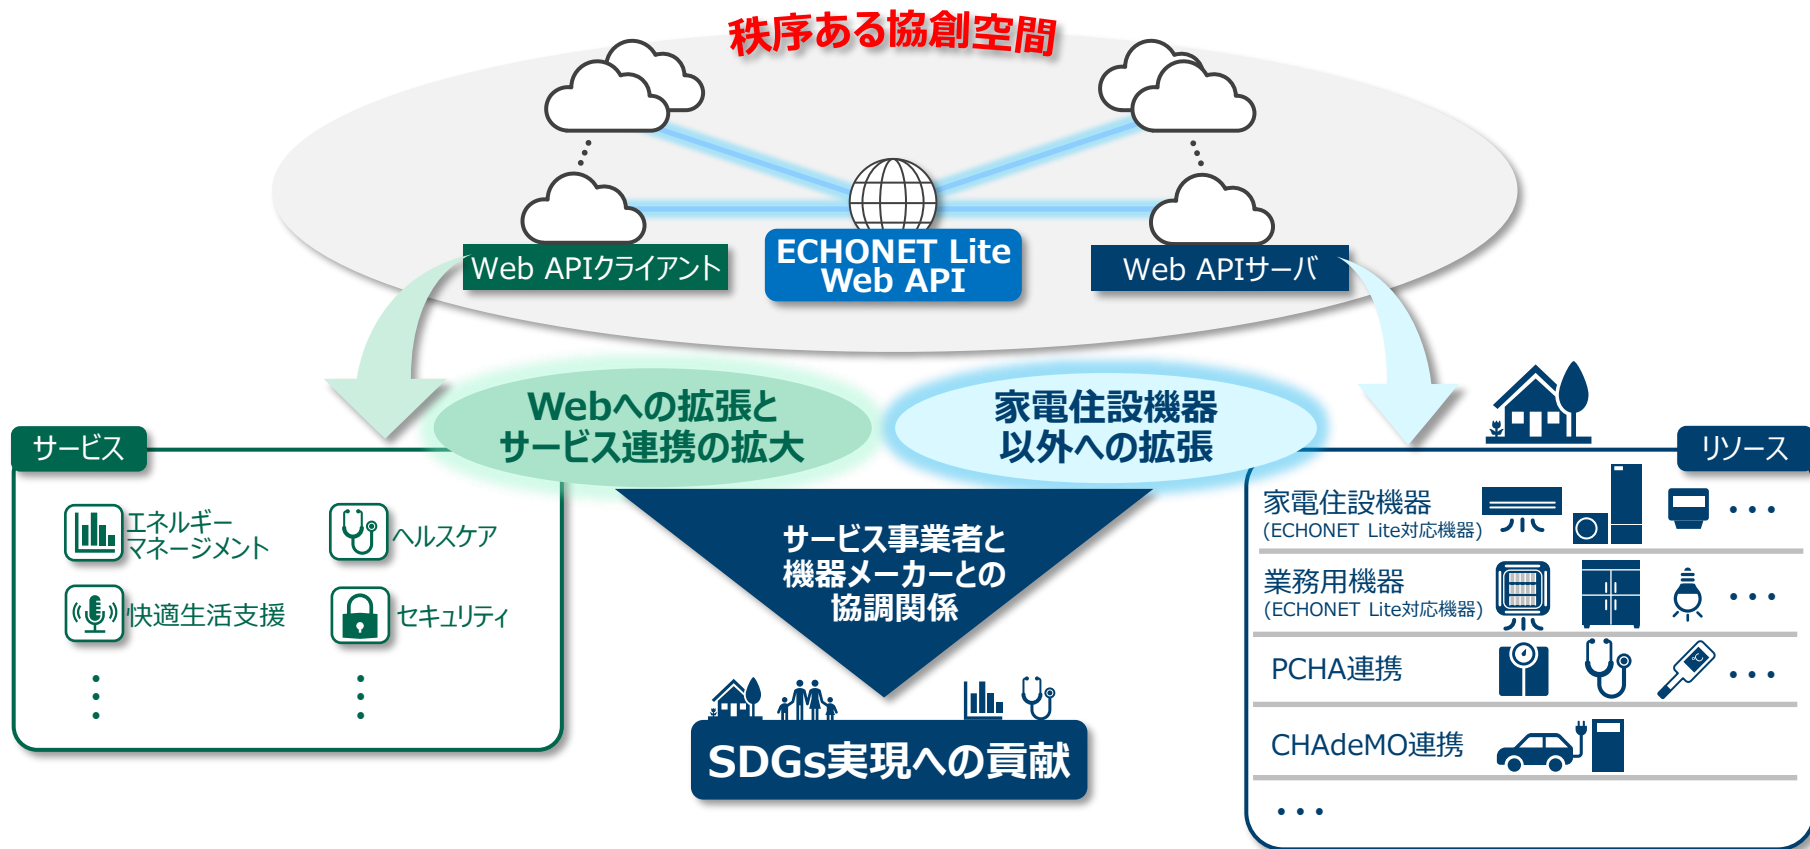 秩序ある協創空間
Web APIクライアント
ECHONET Lite
Web API
Web APIサーバ
Webへの拡張と
サービス連携の拡大
家電住設機器
以外への拡張
サービス
エネルギー
マネージメント
ヘルスケア
快適生活支援
セキュリティ
サービス事業者と
機器メーカーとの
協調関係
SDGs実現への貢献
リソース
家電住設機器
(ECHONET Lite対応機器)
業務用機器
(ECHONET Lite対応機器)
PCHA連携
CHAdeMO連携
・・・